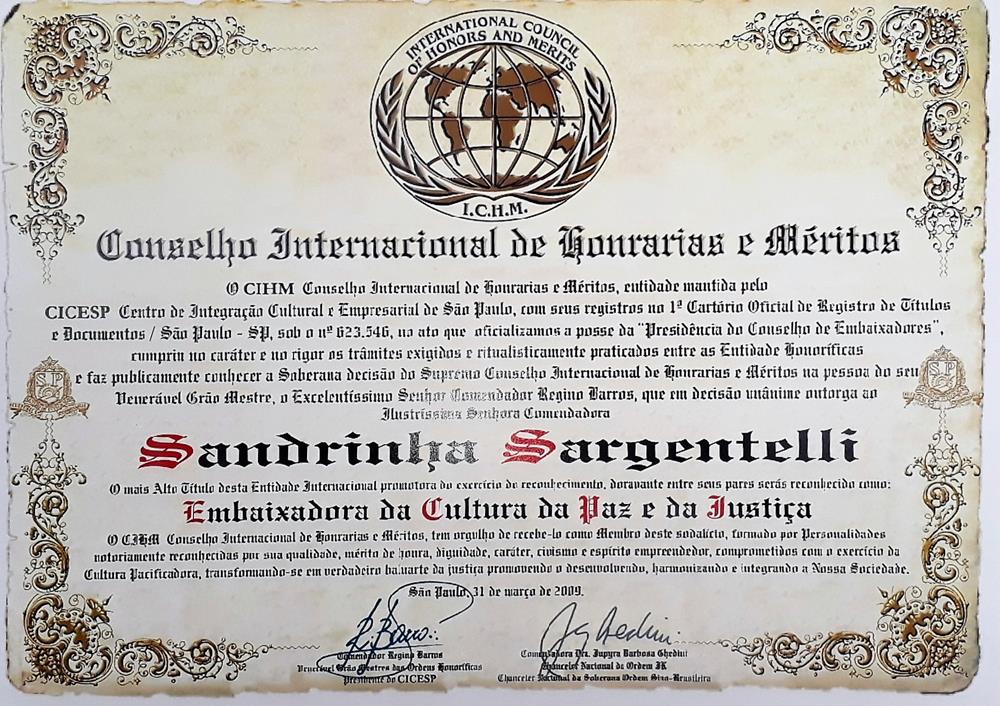 INTERNATIONAL COUNCIL
OF HONORS AND MERITS
I.C.H.M.
Conselho Internacional de Honrarias e Méritos
O CIHM Conselho Internacional de Honrarias e Méritos, entidade mantida pelo
CICESP Centro de Integração Cultural e Empresarial de São Paulo, com seus registros no 1º Cartório Oficial de Registro de Títulos
e Documentos / São Paulo - SP, sob o nº 623.546, no ato que oficializamos a posse da "Presidência do Conselho de Embaixadores",
cumpriu no caráter e no rigor os trâmites exigidos e ritualisticamente praticados entre as Entidade Honoríficas
e faz publicamente conhecer a Soberana decisão do Supremo Conselho Internacional de Honrarias e Méritos na pessoa do seu
SP
SP
Venerável Grão Mestre, o Excelentíssimo Senhor Comendador Regino Barros, que em decisão unânime outorga ao
Ilustríssima Senhora Comendadora
Sandrinha Sargentelli
O mais Alto Título desta Entidade Internacional promotora do exercício do reconhecimento, doravante entre seus pares serás reconhecido como:
Embaixadora da Cultura da Paz e da Justiça
O CIHM Conselho Internacional de Honrarias e Méritos, tem orgulho de recebe-lo como Membro deste sodalício, formado por Personalidades
notoriamente reconhecidas por sua qualidade, mérito de honra, dignidade, caráter, civismo e espírito empreendedor, comprometidos com o exercício da
Cultura Pacificadora, transformando-se em verdadeiro baluarte da justiça promovendo o desenvolvendo, harmonizando e integrando a Nossa Sociedade.
São Paulo, 31 de março de 2009.
Comendador Regino Barros
Venerável Grão Mestres das Ordens Honoríficas
Presidente do CICESP
Comendadora Dra. Jupyra Barbosa Ghedini
Chanceler Nacional de Ordem JK
Chanceler Nacional da Soberana Ordem Sino-Brasileira